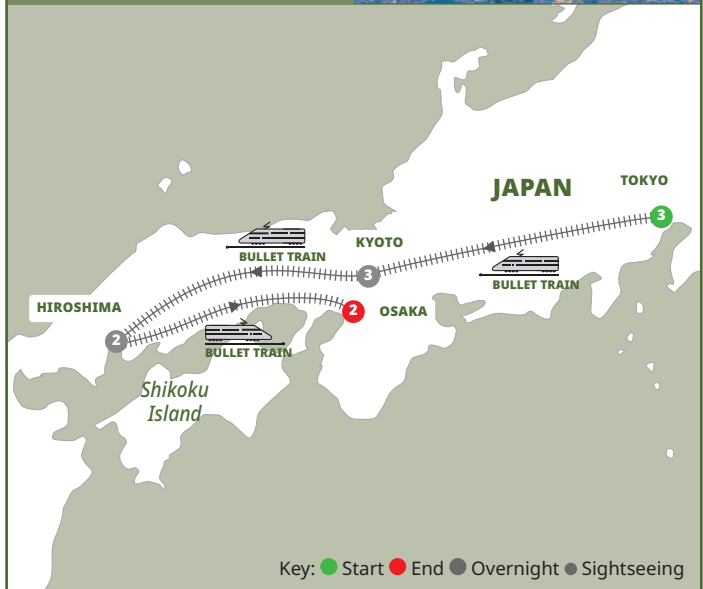 JAPAN
TOKYO
3
KYOTO
BULLET TRAIN
3
BULLET TRAIN
HIROSHIMA
2
OSAKA
2
BULLET TRAIN
Shikoku
Island
Key: Start End Overnight Sightseeing